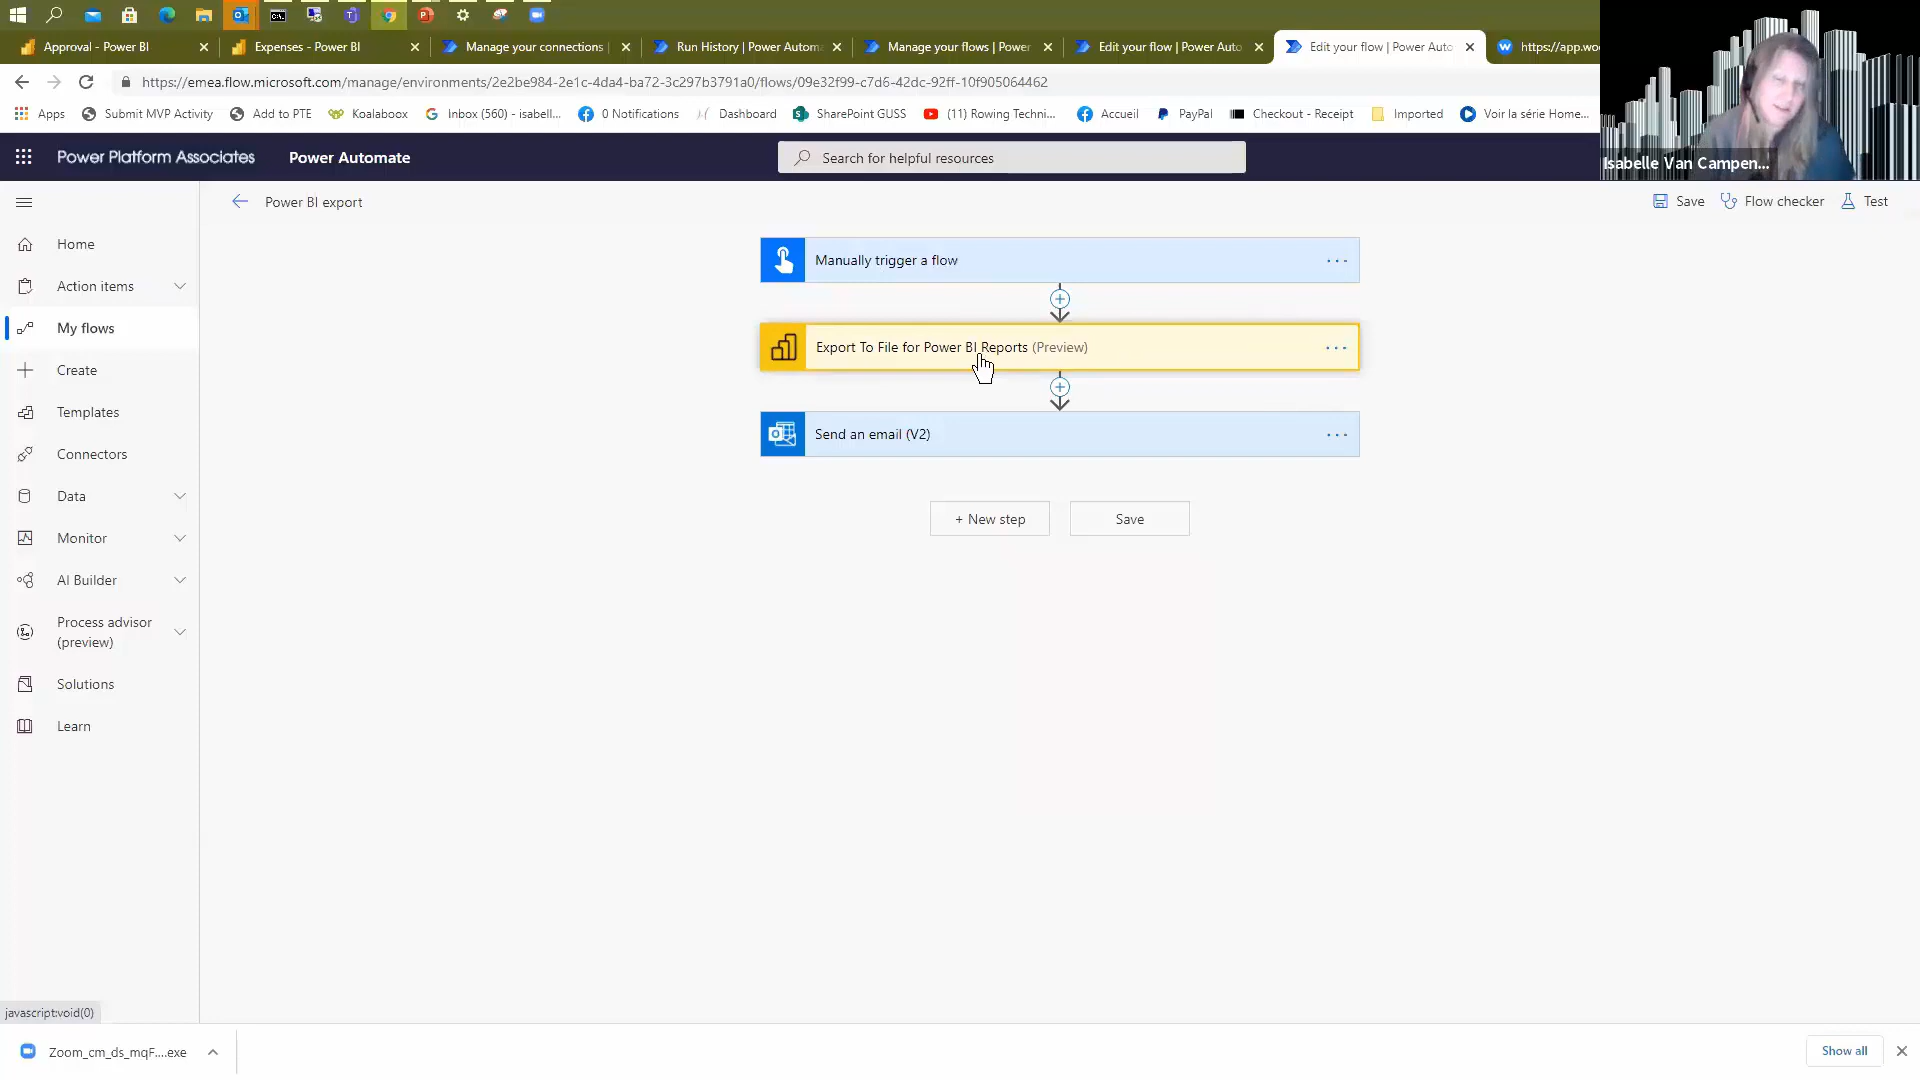 Approval - Power BI
Expenses - Power BI
Manage your connections |
Run History | Power Automa
Manage your flows | Power
Edit your flow | Power Auto
Edit your flow | Power Auto
https://app.wo
https://emea.flow.microsoft.com/manage/environments/2e2be984-2e1c-4da4-ba72-3c297b3791a0/flows/09e32f99-c7d6-42dc-92ff-10f905064462
Apps
Submit MVP Activity
Add to PTE
Koalaboox
Inbox (560) - isabell...
0 Notifications
Dashboard
SharePoint GUSS
(11) Rowing Techni...
Accueil
PayPal
Checkout - Receipt
Imported
Voir la série Home...
Isabelle Van Campen...
Power Platform Associates
Power Automate
Search for helpful resources
Power BI export
Save
Flow checker
Test
Home
Action items
My flows
Create
Templates
Connectors
Data
Monitor
AI Builder
Process advisor
(preview)
Solutions
Learn
Manually trigger a flow
Export To File for Power BI Reports (Preview)
Send an email (V2)
+ New step
Save
javascript:void(0)
Zoom_cm_ds_mqF....exe
Show all